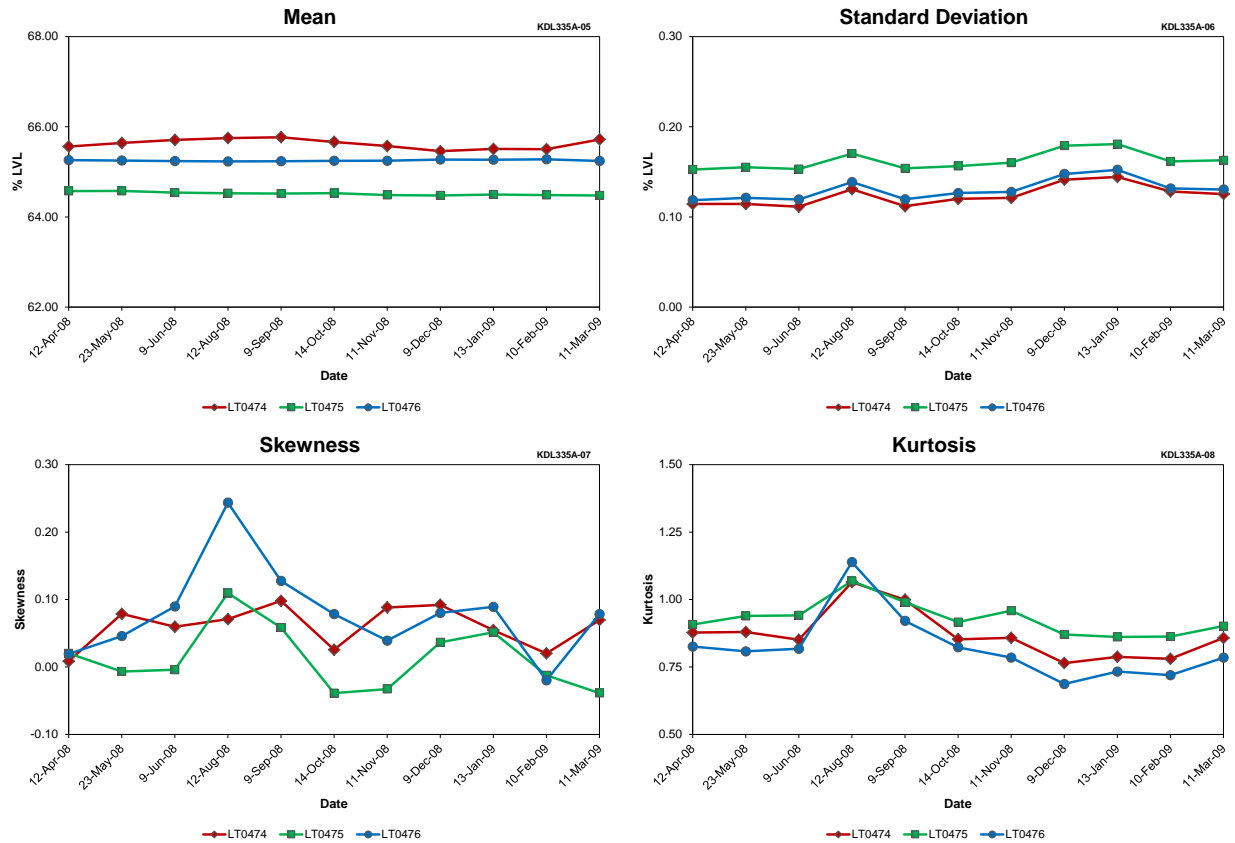 Mean
KDL335A-05
68.00
66.00
64.00
62.00
% LVL
12-Apr-08
23-May-08
9-Jun-08
12-Aug-08
9-Sep-08
14-Oct-08
11-Nov-08
9-Dec-08
13-Jan-09
10-Feb-09
11-Mar-09
Date
LT0474 LT0475 LT0476
Standard Deviation
KDL335A-06
0.30
0.20
0.10
0.00
% LVL
12-Apr-08
23-May-08
9-Jun-08
12-Aug-08
9-Sep-08
14-Oct-08
11-Nov-08
9-Dec-08
13-Jan-09
10-Feb-09
11-Mar-09
Date
LT0474 LT0475 LT0476
Skewness
KDL335A-07
0.30
0.20
0.10
0.00
-0.10
Skewness
12-Apr-08
23-May-08
9-Jun-08
12-Aug-08
9-Sep-08
14-Oct-08
11-Nov-08
9-Dec-08
13-Jan-09
10-Feb-09
11-Mar-09
Date
LT0474 LT0475 LT0476
Kurtosis
KDL335A-08
1.50
1.25
1.00
0.75
0.50
Kurtosis
12-Apr-08
23-May-08
9-Jun-08
12-Aug-08
9-Sep-08
14-Oct-08
11-Nov-08
9-Dec-08
13-Jan-09
10-Feb-09
11-Mar-09
Date
LT0474 LT0475 LT0476